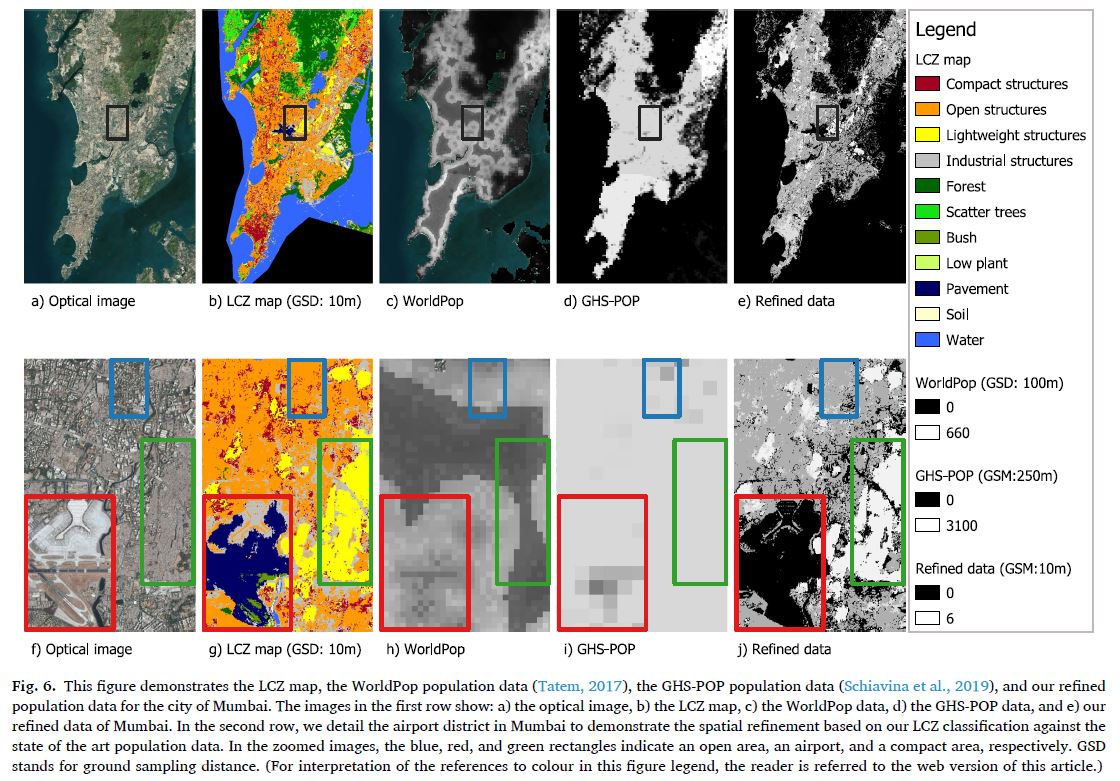 a) Optical image
b) LCZ map (GSD: 10m)
c) WorldPop
d) GHS-POP
e) Refined data
Legend
LCZ map
Compact structures
Open structures
Lightweight structures
Industrial structures
Forest
Scatter trees
Bush
Low plant
Pavement
Soil
Water
WorldPop (GSD: 100m)
0
660
GHS-POP (GSM:250m)
0
3100
Refined data (GSM:10m)
0
6
f) Optical image
g) LCZ map (GSD: 10m)
h) WorldPop
i) GHS-POP
j) Refined data
Fig. 6. This figure demonstrates the LCZ map, the WorldPop population data (Tatem, 2017), the GHS-POP population data (Schiavina et al., 2019), and our refined
population data for the city of Mumbai. The images in the first row show: a) the optical image, b) the LCZ map, c) the WorldPop data, d) the GHS-POP data, and e) our
refined data of Mumbai. In the second row, we detail the airport district in Mumbai to demonstrate the spatial refinement based on our LCZ classification against the
state of the art population data. In the zoomed images, the blue, red, and green rectangles indicate an open area, an airport, and a compact area, respectively. GSD
stands for ground sampling distance. (For interpretation of the references to colour in this figure legend, the reader is referred to the web version of this article.)